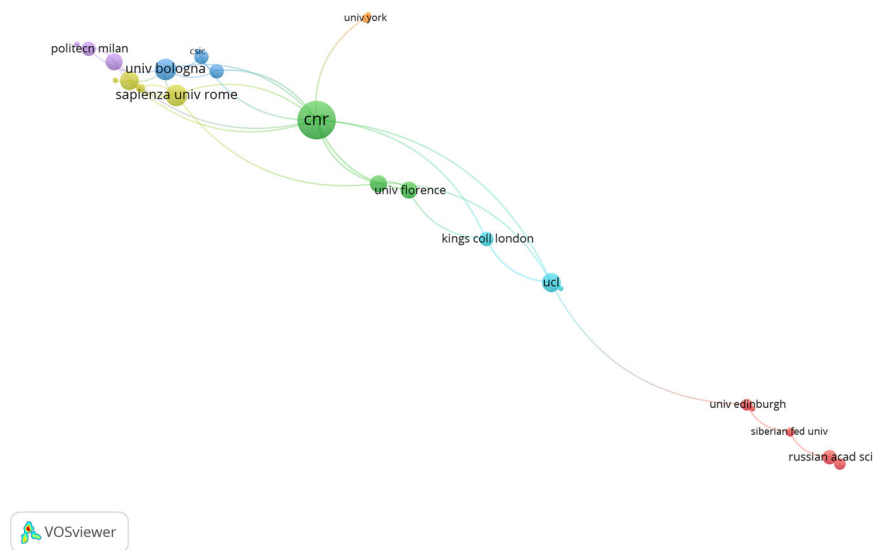 univ york
politecn milan
csic
univ bologna
sapienza univ rome
cnr
univ florence
kings coll london
ucl
univ edinburgh
siberian fed univ
russian acad sci
VOSviewer